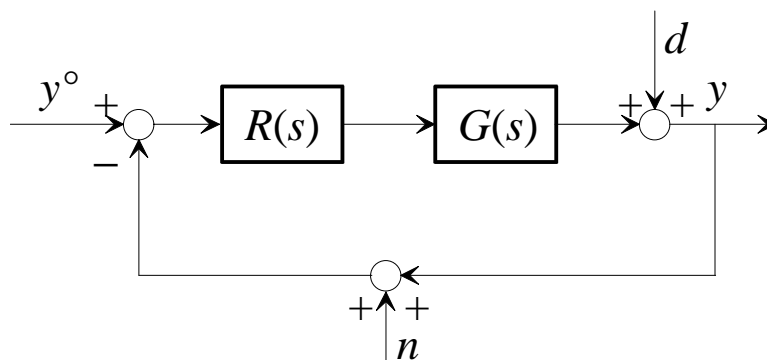 d
y° + + + y
R(s) G(s)
−
+ +
n